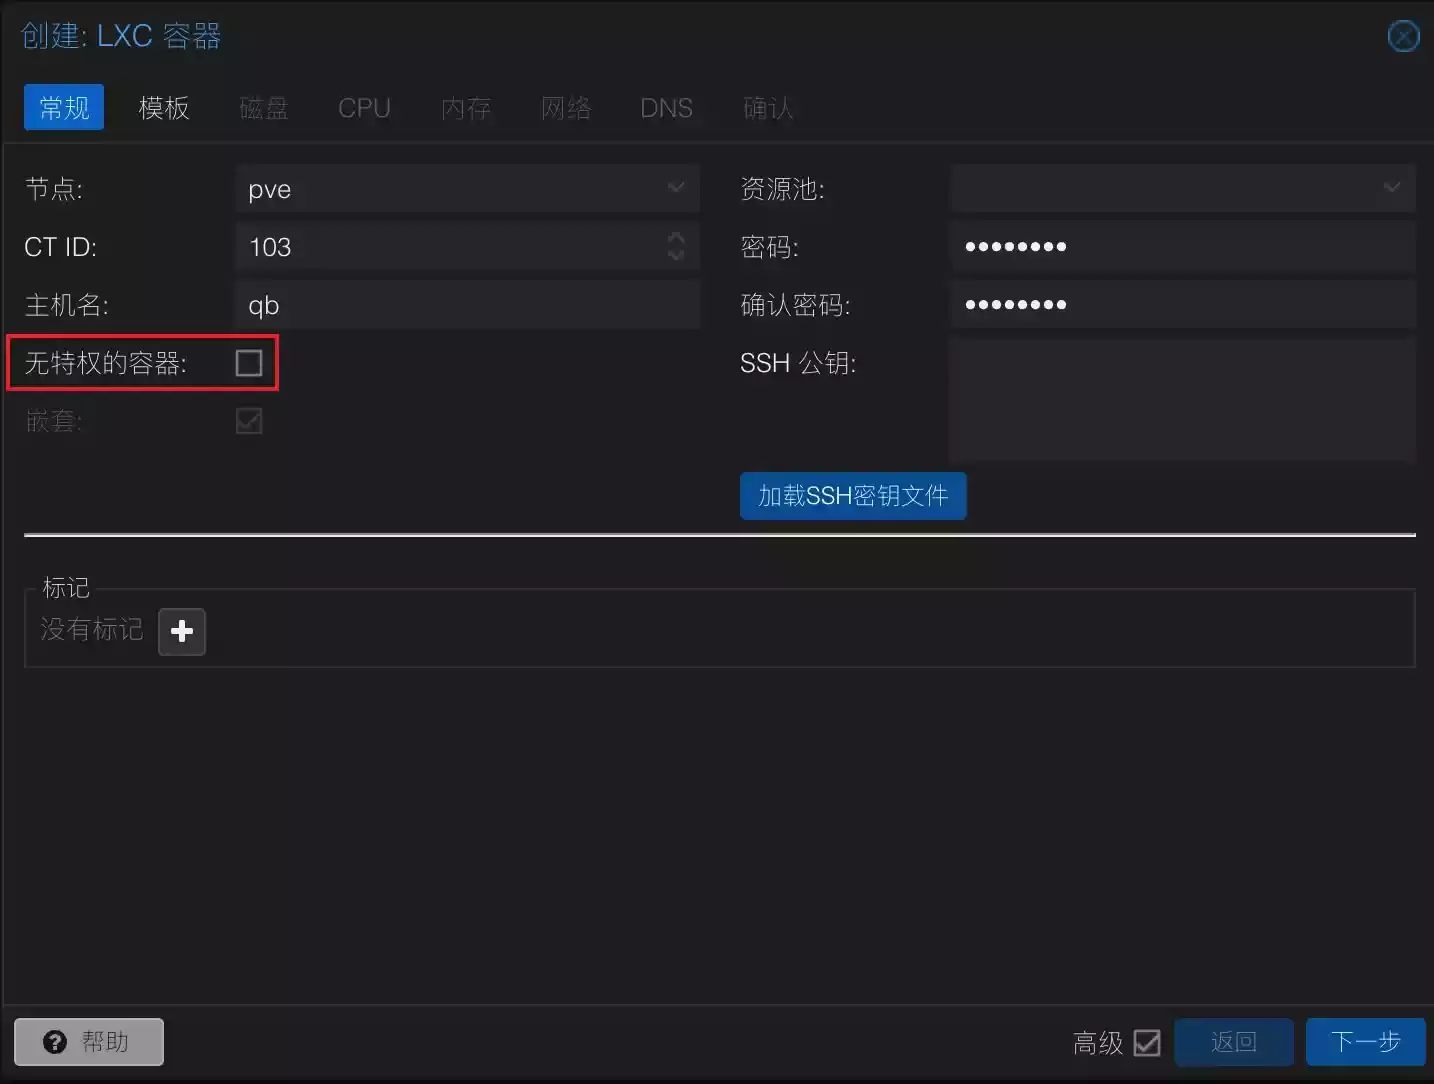 创建: LXC 容器
常规 模板 磁盘 CPU 内存 网络 DNS 确认
节点: pve
CT ID: 103
主机名: qb
无特权的容器:
嵌套:
资源池:
密码: ••••••••
确认密码: ••••••••
SSH 公钥:
加载SSH密钥文件
标记
没有标记
帮助 高级 返回 下一步